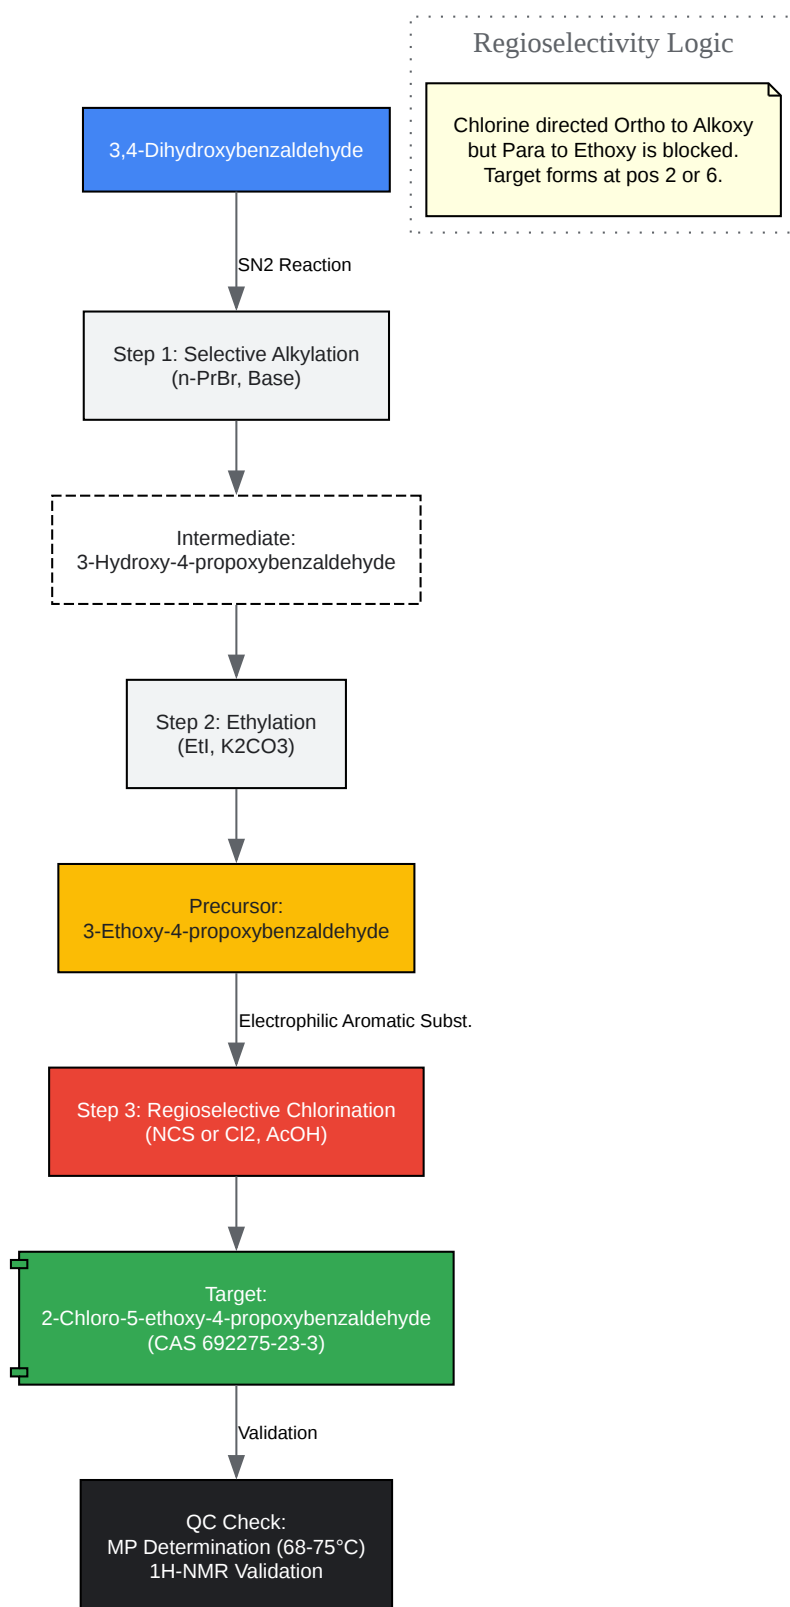 Regioselectivity Logic
Chlorine directed Ortho to Alkoxy
but Para to Ethoxy is blocked.
Target forms at pos 2 or 6.
3,4-Dihydroxybenzaldehyde
SN2 Reaction
Step 1: Selective Alkylation
(n-PrBr, Base)
Intermediate:
3-Hydroxy-4-propoxybenzaldehyde
Step 2: Ethylation
(EtI, K2CO3)
Precursor:
3-Ethoxy-4-propoxybenzaldehyde
Electrophilic Aromatic Subst.
Step 3: Regioselective Chlorination
(NCS or Cl2, AcOH)
Target:
2-Chloro-5-ethoxy-4-propoxybenzaldehyde
(CAS 692275-23-3)
Validation
QC Check:
MP Determination (68-75°C)
1H-NMR Validation